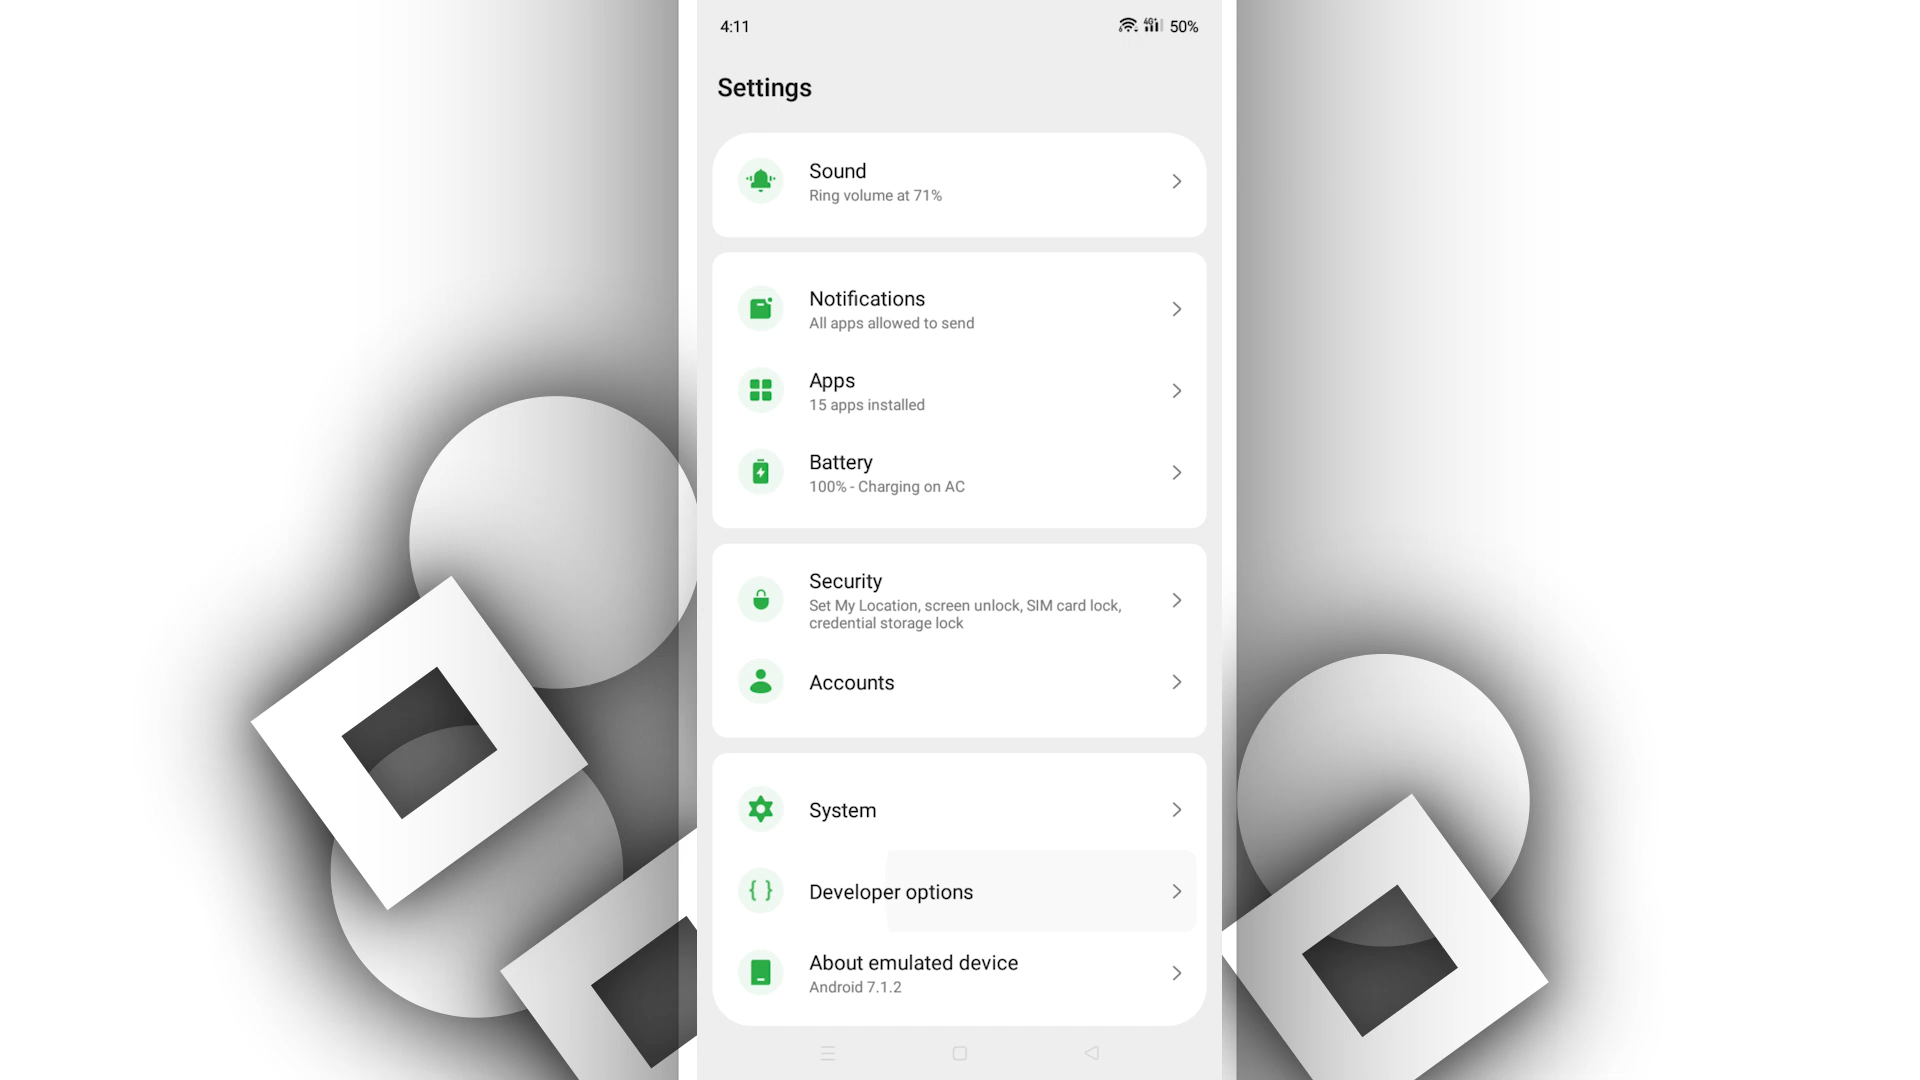 4:11
4G+ 50%
Settings
Sound
Ring volume at 71%
Notifications
All apps allowed to send
Apps
15 apps installed
Battery
100% - Charging on AC
Security
Set My Location, screen unlock, SIM card lock,
credential storage lock
Accounts
System
Developer options
About emulated device
Android 7.1.2